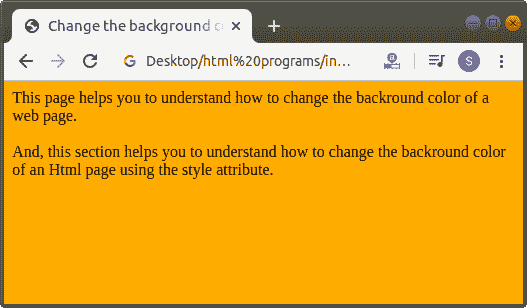 Change the background c
Desktop/html%20programs/in...
S
This page helps you to understand how to change the backround color of a
web page.
And, this section helps you to understand how to change the backround color
of an Html page using the style attribute.